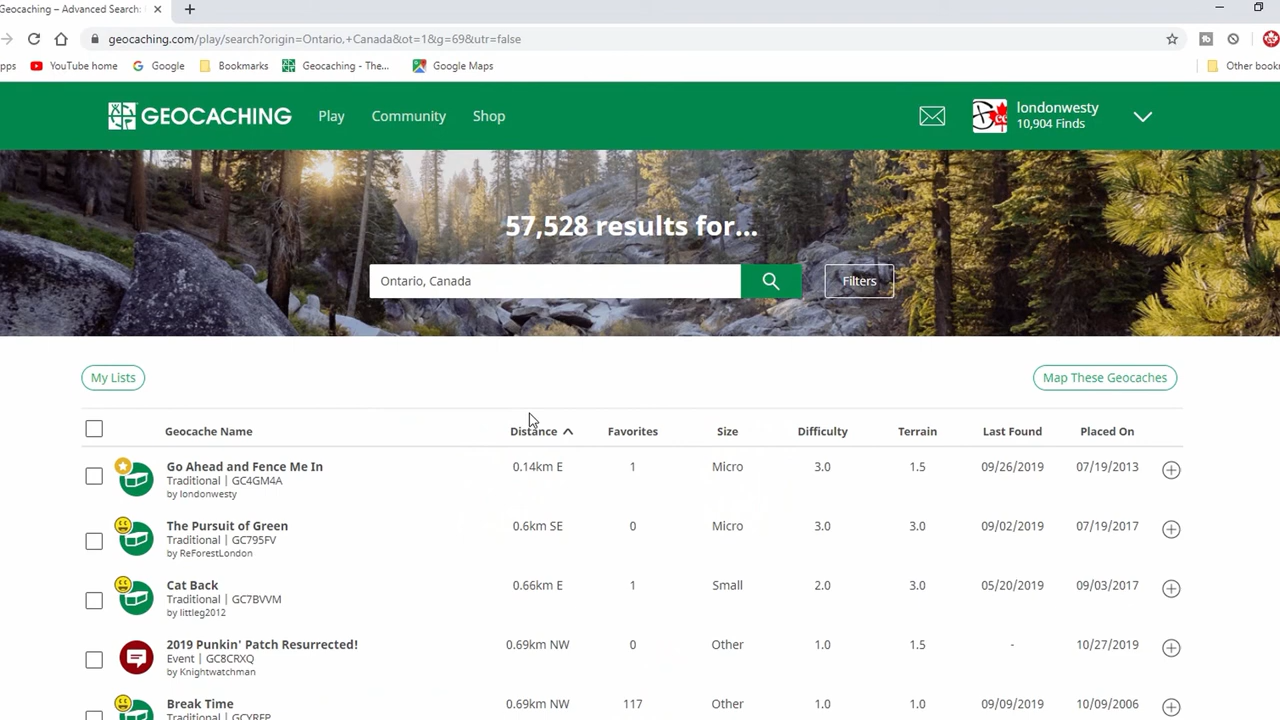 Geocaching – Advanced Search:
geocaching.com/play/search?origin=Ontario,+Canada&ot=1&g=69&utr=false
pps YouTube home Google Bookmarks Geocaching - The... Google Maps Other book
GEOCACHING Play Community Shop londonwesty
10,904 Finds
57,528 results for...
Ontario, Canada Filters
My Lists Map These Geocaches
Geocache Name Distance Favorites Size Difficulty Terrain Last Found Placed On
Go Ahead and Fence Me In 0.14km E 1 Micro 3.0 1.5 09/26/2019 07/19/2013
Traditional | GC4GM4A
by londonwesty
The Pursuit of Green 0.6km SE 0 Micro 3.0 3.0 09/02/2019 07/19/2017
Traditional | GC795FV
by ReForestLondon
Cat Back 0.66km E 1 Small 2.0 3.0 05/20/2019 09/03/2017
Traditional | GC7BVVM
by littleg2012
2019 Punkin' Patch Resurrected! 0.69km NW 0 Other 1.0 1.5 - 10/27/2019
Event | GC8CRXQ
by Knightwatchman
Break Time 0.69km NW 117 Other 1.0 1.0 09/09/2019 10/09/2006
Traditional |